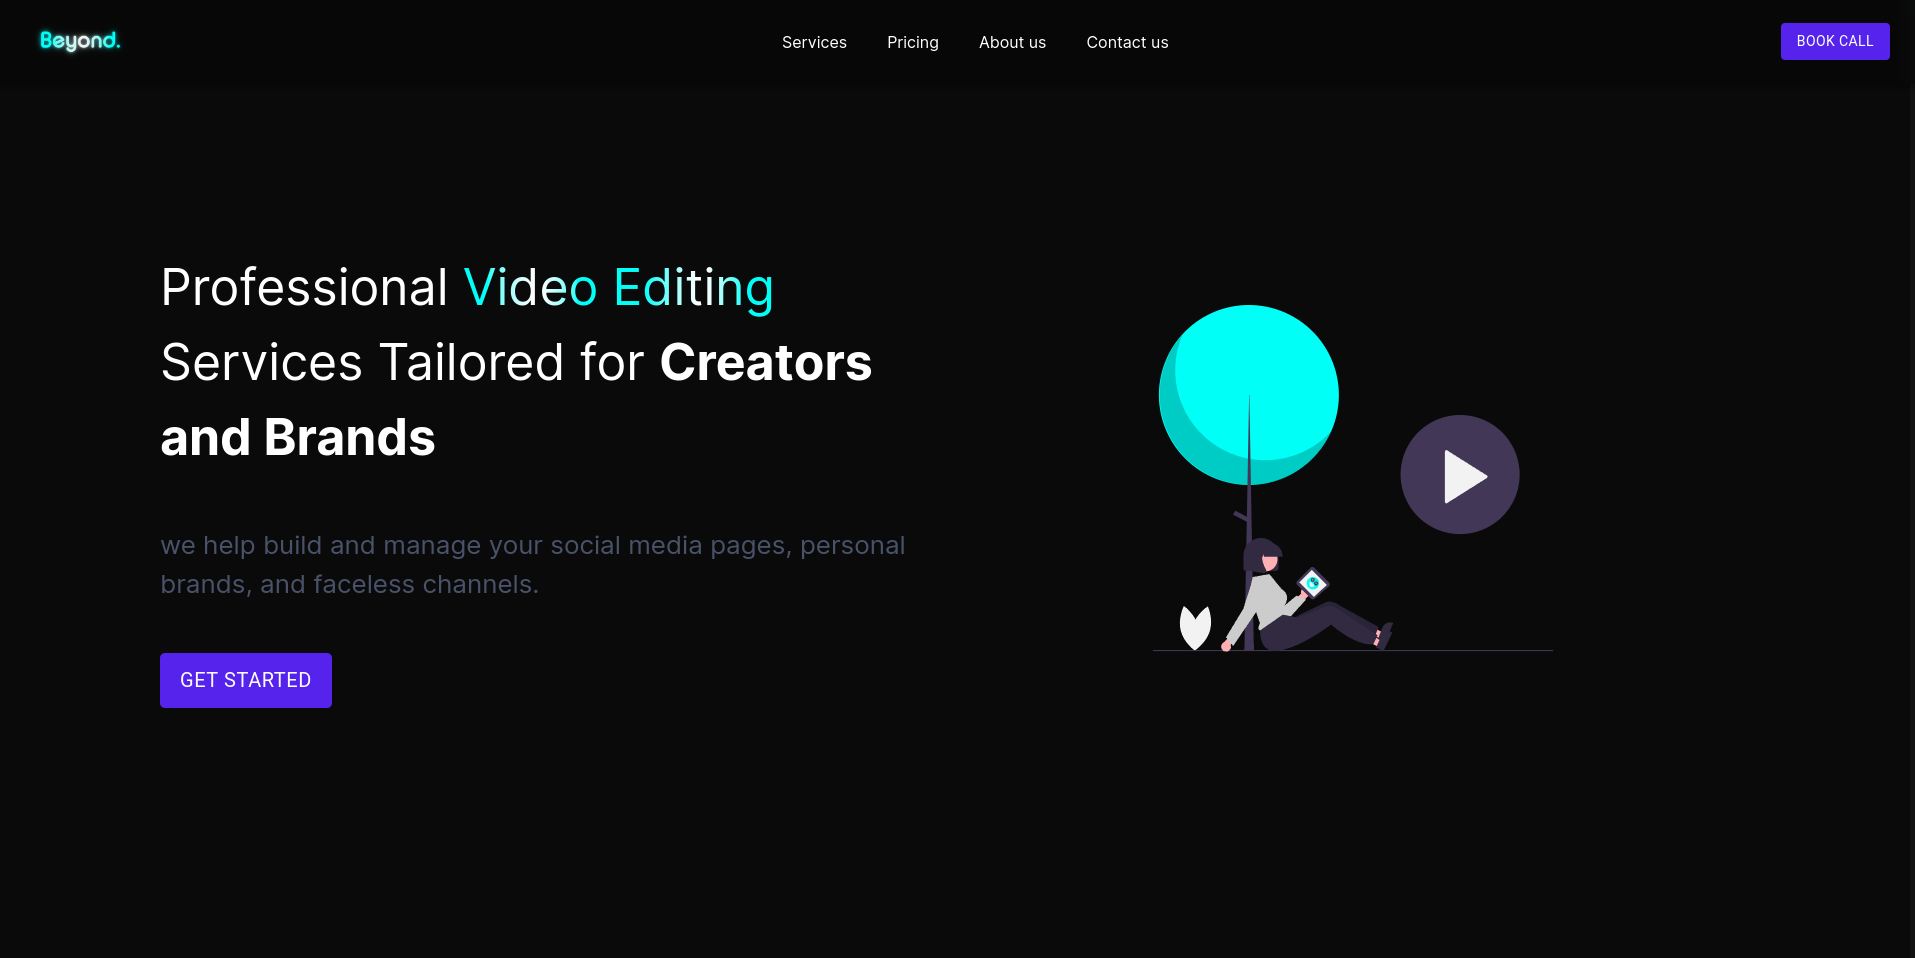 Beyond.
Services
Pricing
About us
Contact us
BOOK CALL
Professional Video Editing
Services Tailored for Creators
and Brands
we help build and manage your social media pages, personal
brands, and faceless channels.
GET STARTED